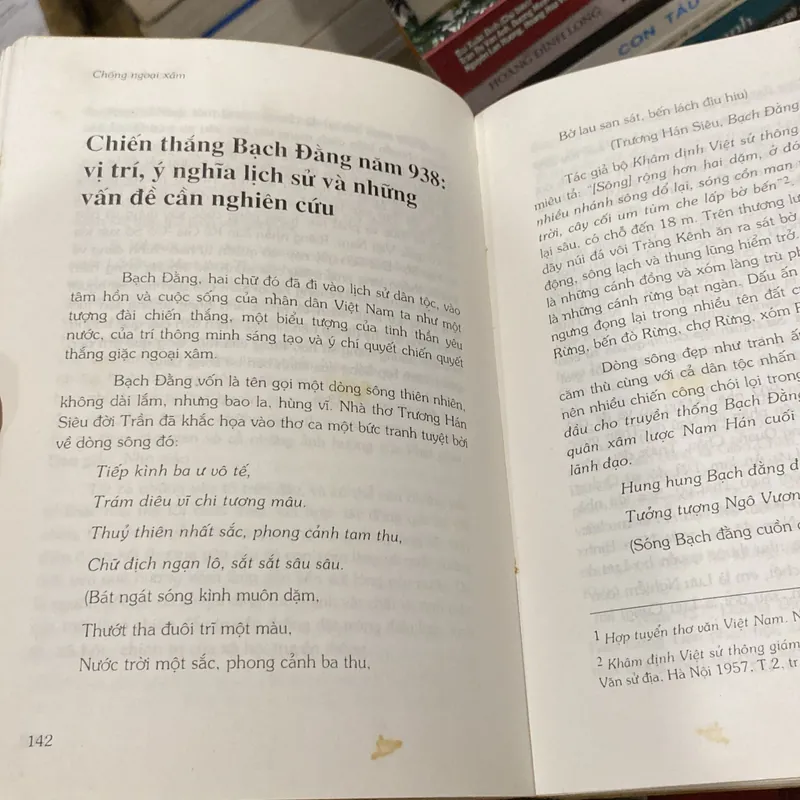 HOÀNG ĐÌNH LONG
CON TÀU
Chống ngoại xâm
Chiến thắng Bạch Đằng năm 938:
vị trí, ý nghĩa lịch sử và những
vấn đề cần nghiên cứu
Bạch Đằng, hai chữ đó đã đi vào lịch sử dân tộc, vào
tâm hồn và cuộc sống của nhân dân Việt Nam ta như một
tượng đài chiến thắng, một biểu tượng của tinh thần yêu
nước, của trí thông minh sáng tạo và ý chí quyết chiến quyết
thắng giặc ngoại xâm.
Bạch Đằng vốn là tên gọi một dòng sông thiên nhiên,
không dài lắm, nhưng bao la, hùng vĩ. Nhà thơ Trương Hán
Siêu đời Trần đã khắc họa vào thơ ca một bức tranh tuyệt bời
về dòng sông đó:
Tiếp kình ba ư vô tế,
Trám diêu vĩ chi tương mâu.
Thuỷ thiên nhất sắc, phong cảnh tam thu,
Chữ địch ngạn lô, sắt sắt sâu sâu.
(Bát ngát sóng kình muôn dặm,
Thướt tha đuôi trĩ một màu,
Nước trời một sắc, phong cảnh ba thu,
142
Bờ lau san sát, bến lách đìu hiu)
(Trương Hán Siêu, Bạch Đằng
Tác giả bộ Khâm định Việt sử thông
miêu tả: "[Sông] rộng hơn hai dặm, ở đó
nhiều nhánh sông đổ lại, sóng cồn man
trời, cây cối um tùm che lấp bờ bến"2.
lại sâu, có chỗ đến 18 m. Trên thương lư
dãy núi đá vôi Tràng Kênh ăn ra sát bờ
động, sông lạch và thung lũng hiểm trở.
là những cánh đồng và xóm làng trù ph
là những cánh rừng bạt ngàn. Dấu ấn
ngưng đọng lại trong nhiều tên đất c
Rừng, bến đò Rừng, chợ Rừng, xóm
Dòng sông đẹp như tranh ấ
căm thù cùng với cả dân tộc nhấn
nên nhiều chiến công chói lọi trong
đầu cho truyền thống Bạch Đằng
quân xâm lược Nam Hán cuối
lãnh đạo.
Hung hung Bạch đằng đ
Tưởng tượng Ngô Vương
(Sóng Bạch đằng cuồn c
1 Hợp tuyển thơ văn Việt Nam. N
2 Khâm định Việt sử thông giám
Văn sử địa. Hà Nội 1957, T 2, tr